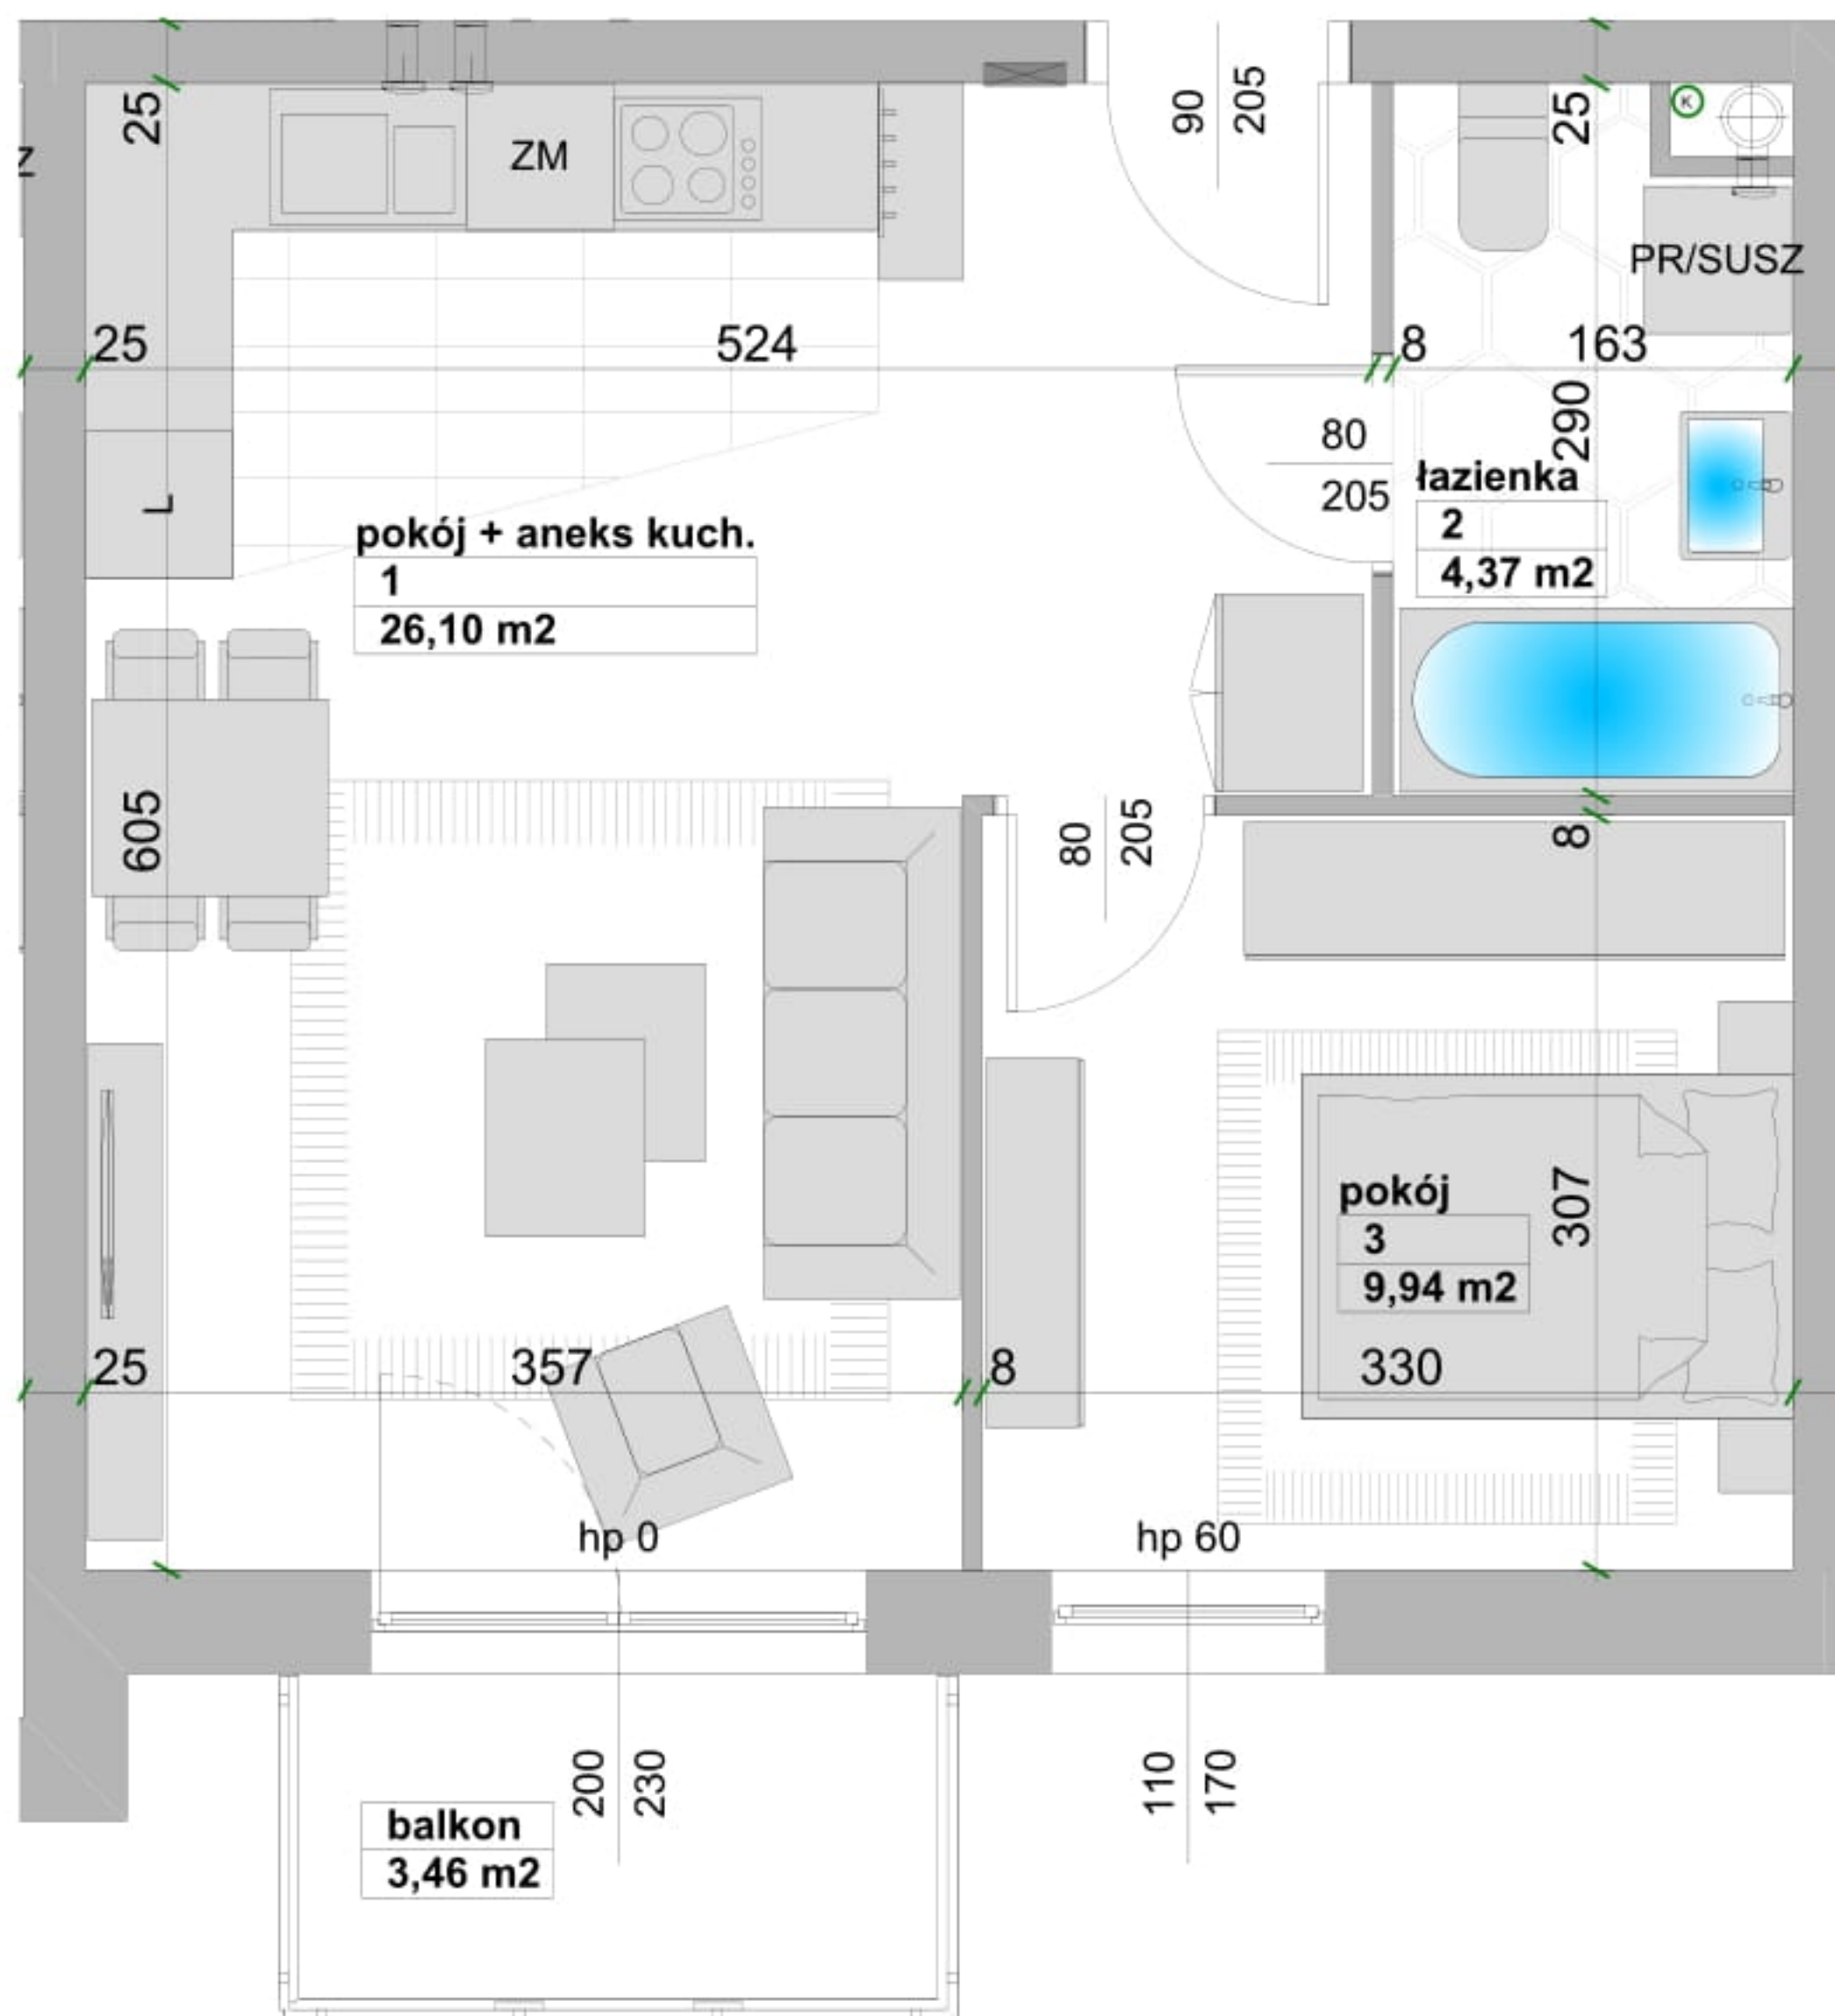 25
Z
ZM
90
205
25
K
PR/SUSZ
25
524
8
163
290
80
205
łazienka
2
4,37 m2
L
pokój + aneks kuch.
1
26,10 m2
605
80
205
8
pokój
3
9,94 m2
307
25
357
8
330
hp 0
hp 60
200
230
110
170
balkon
3,46 m2